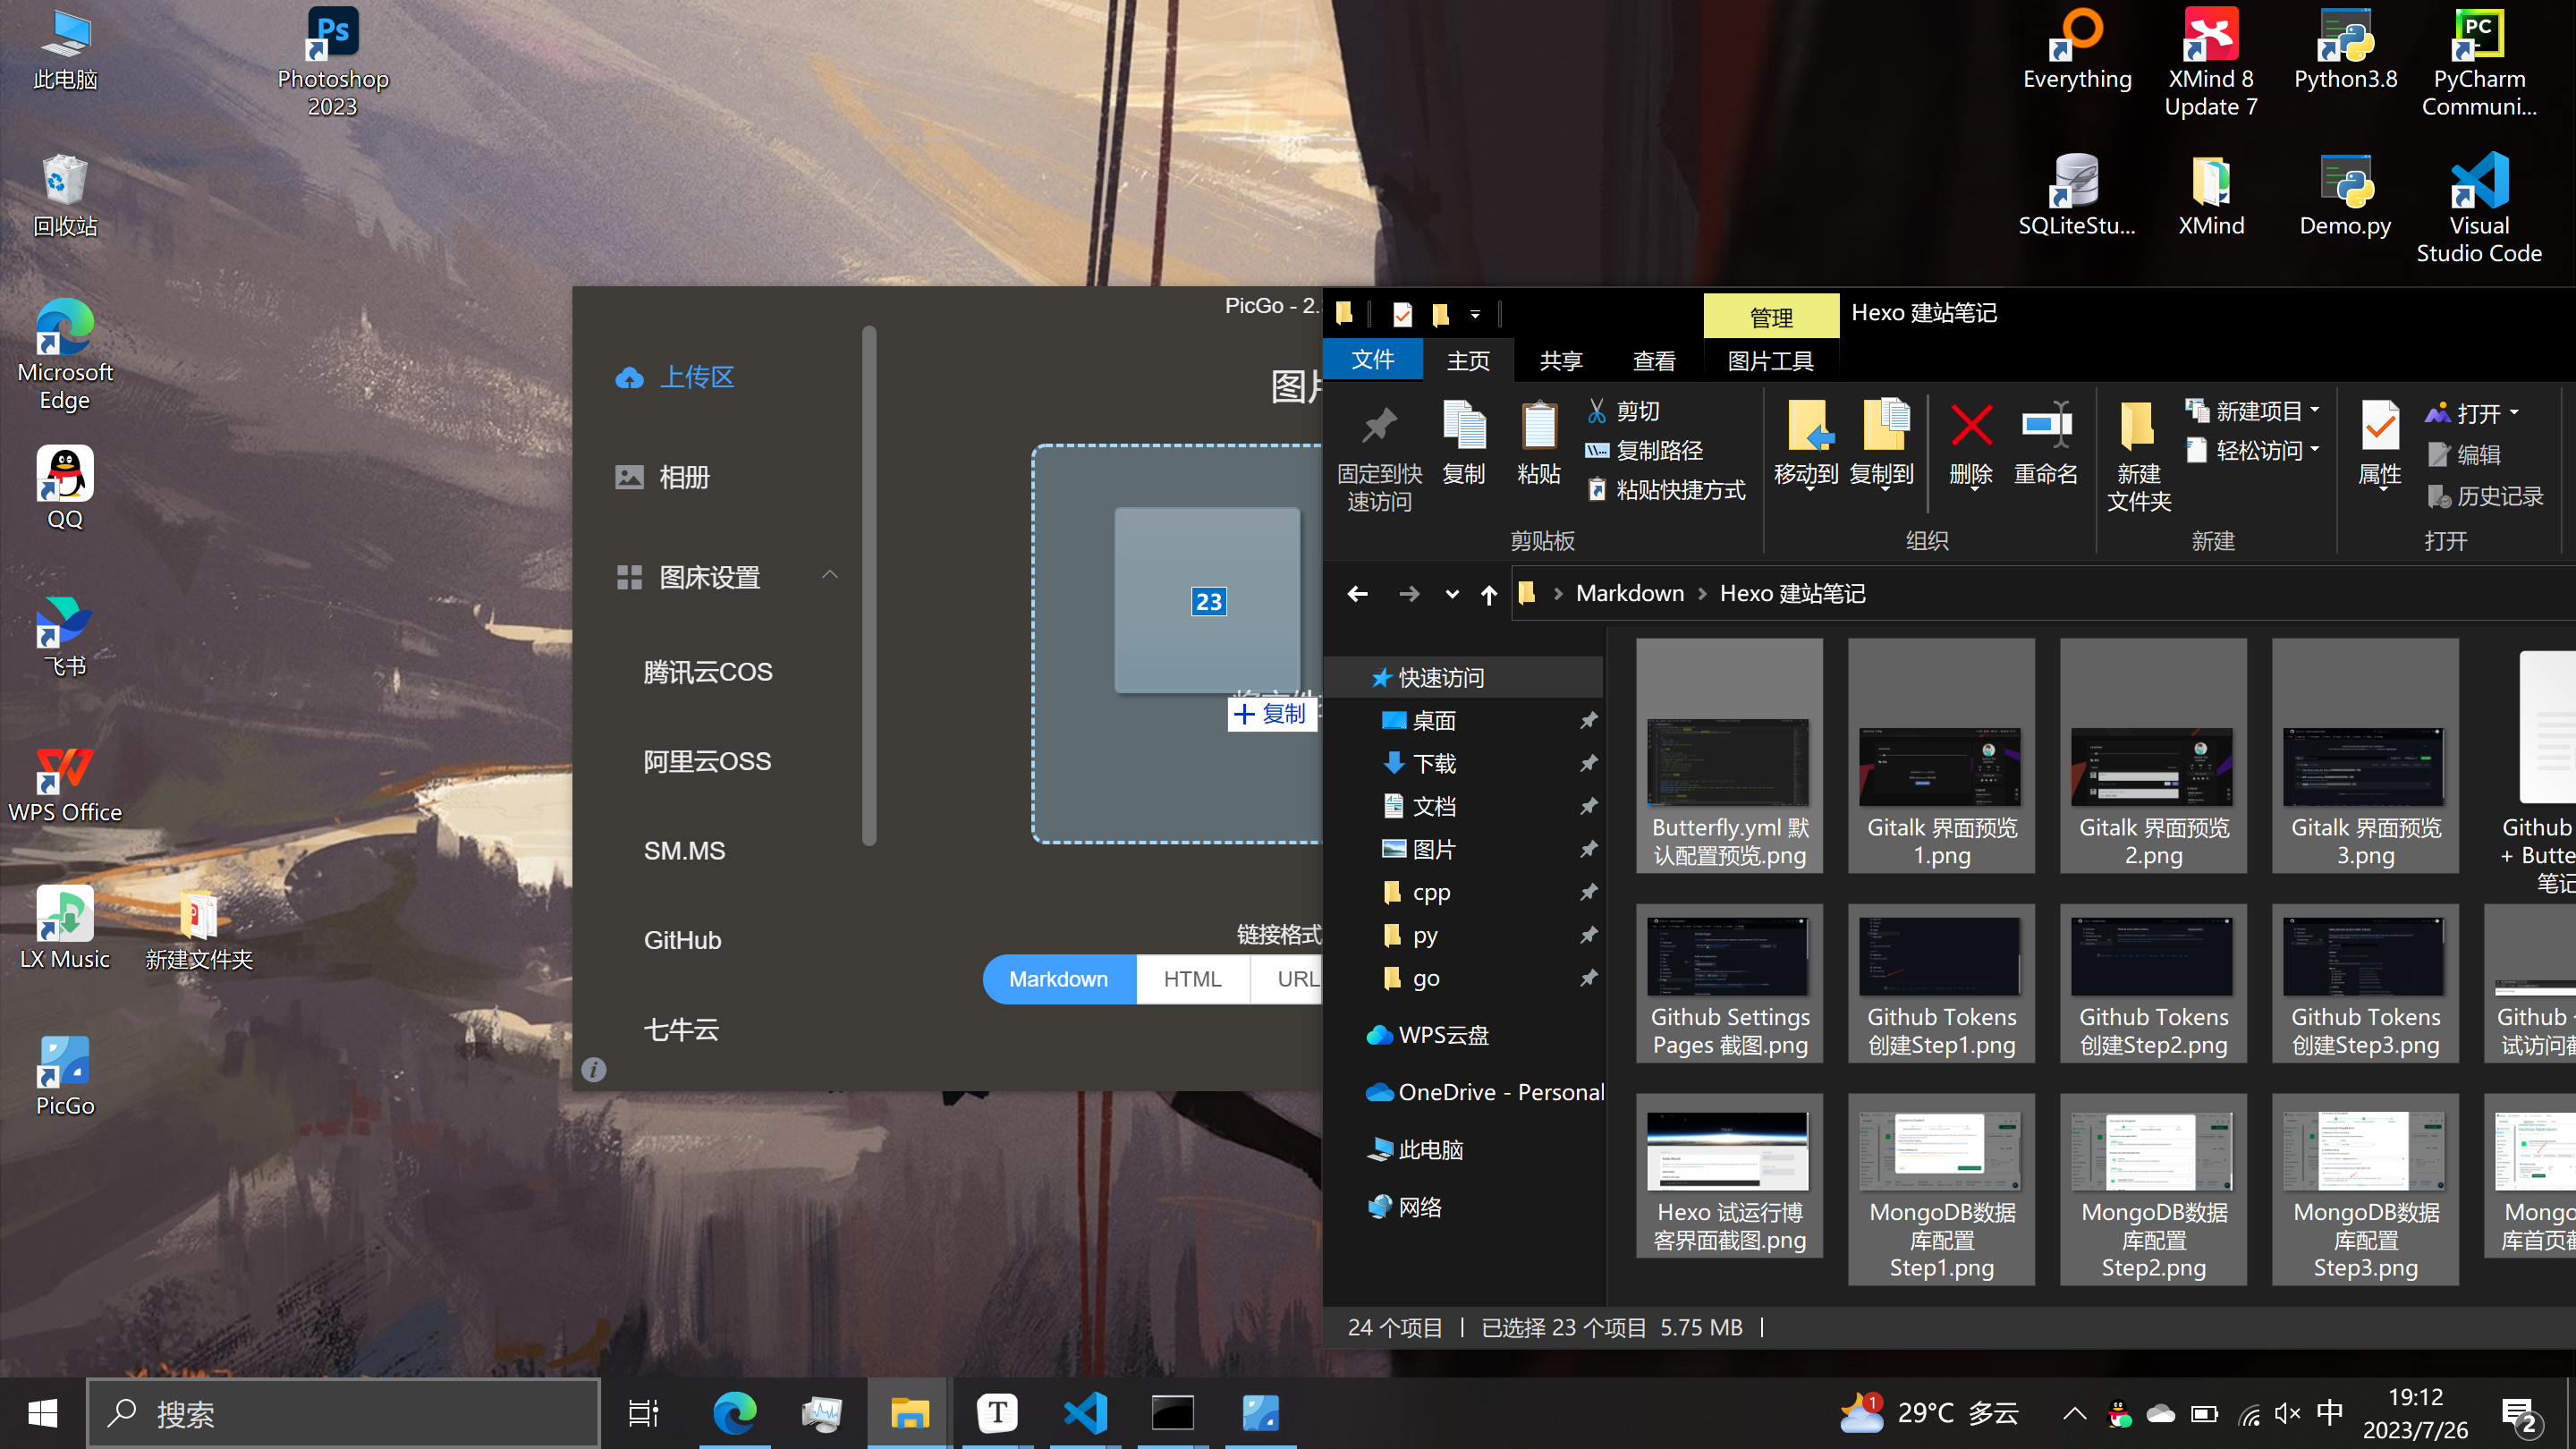 此电脑
Photoshop
2023
Everything
XMind 8
Update 7
Python3.8
PyCharm
Communi...
回收站
SQLiteStu...
XMind
Demo.py
Visual
Studio Code
Microsoft
Edge
QQ
飞书
WPS Office
LX Music
新建文件夹
PicGo
PicGo - 2.
上传区
相册
图床设置
腾讯云COS
阿里云OSS
SM.MS
GitHub
七牛云
图片
23
复制
链接格式
Markdown
HTML
URL
管理
Hexo 建站笔记
文件
主页
共享
查看
图片工具
固定到快
速访问
复制
粘贴
剪切
复制路径
粘贴快捷方式
剪贴板
移动到
复制到
删除
重命名
组织
新建
文件夹
新建项目
轻松访问
新建
属性
打开
编辑
历史记录
打开
Markdown
Hexo 建站笔记
快速访问
桌面
下载
文档
图片
cpp
py
go
WPS云盘
OneDrive - Personal
此电脑
网络
Butterfly.yml 默
认配置预览.png
Gitalk 界面预览
1.png
Gitalk 界面预览
2.png
Gitalk 界面预览
3.png
Github
+ Butte
笔记
Github Settings
Pages 截图.png
Github Tokens
创建Step1.png
Github Tokens
创建Step2.png
Github Tokens
创建Step3.png
Github
试访问截
Hexo 试运行博
客界面截图.png
MongoDB数据
库配置
Step1.png
MongoDB数据
库配置
Step2.png
MongoDB数据
库配置
Step3.png
Mongo
库首页截
24 个项目
已选择 23 个项目 5.75 MB
搜索
1
29°C 多云
中
19:12
2023/7/26
2